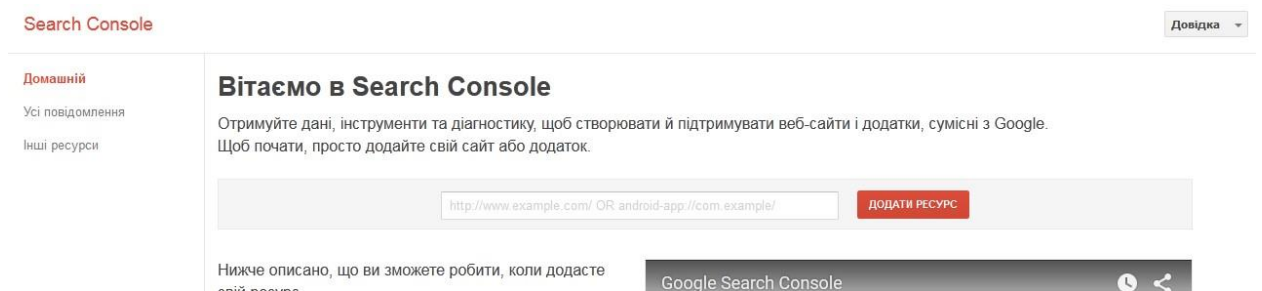 Search Console
Довідка
Домашній
Усі повідомлення
Інші ресурси
Вітаємо в Search Console
Отримуйте дані, інструменти та діагностику, щоб створювати й підтримувати веб-сайти і додатки, сумісні з Google.
Щоб почати, просто додайте свій сайт або додаток.
http://www.example.com/ OR android-app://com.example/
ДОДАТИ РЕСУРС
Нижче описано, що ви зможете робити, коли додасте
свій ресурс
Google Search Console